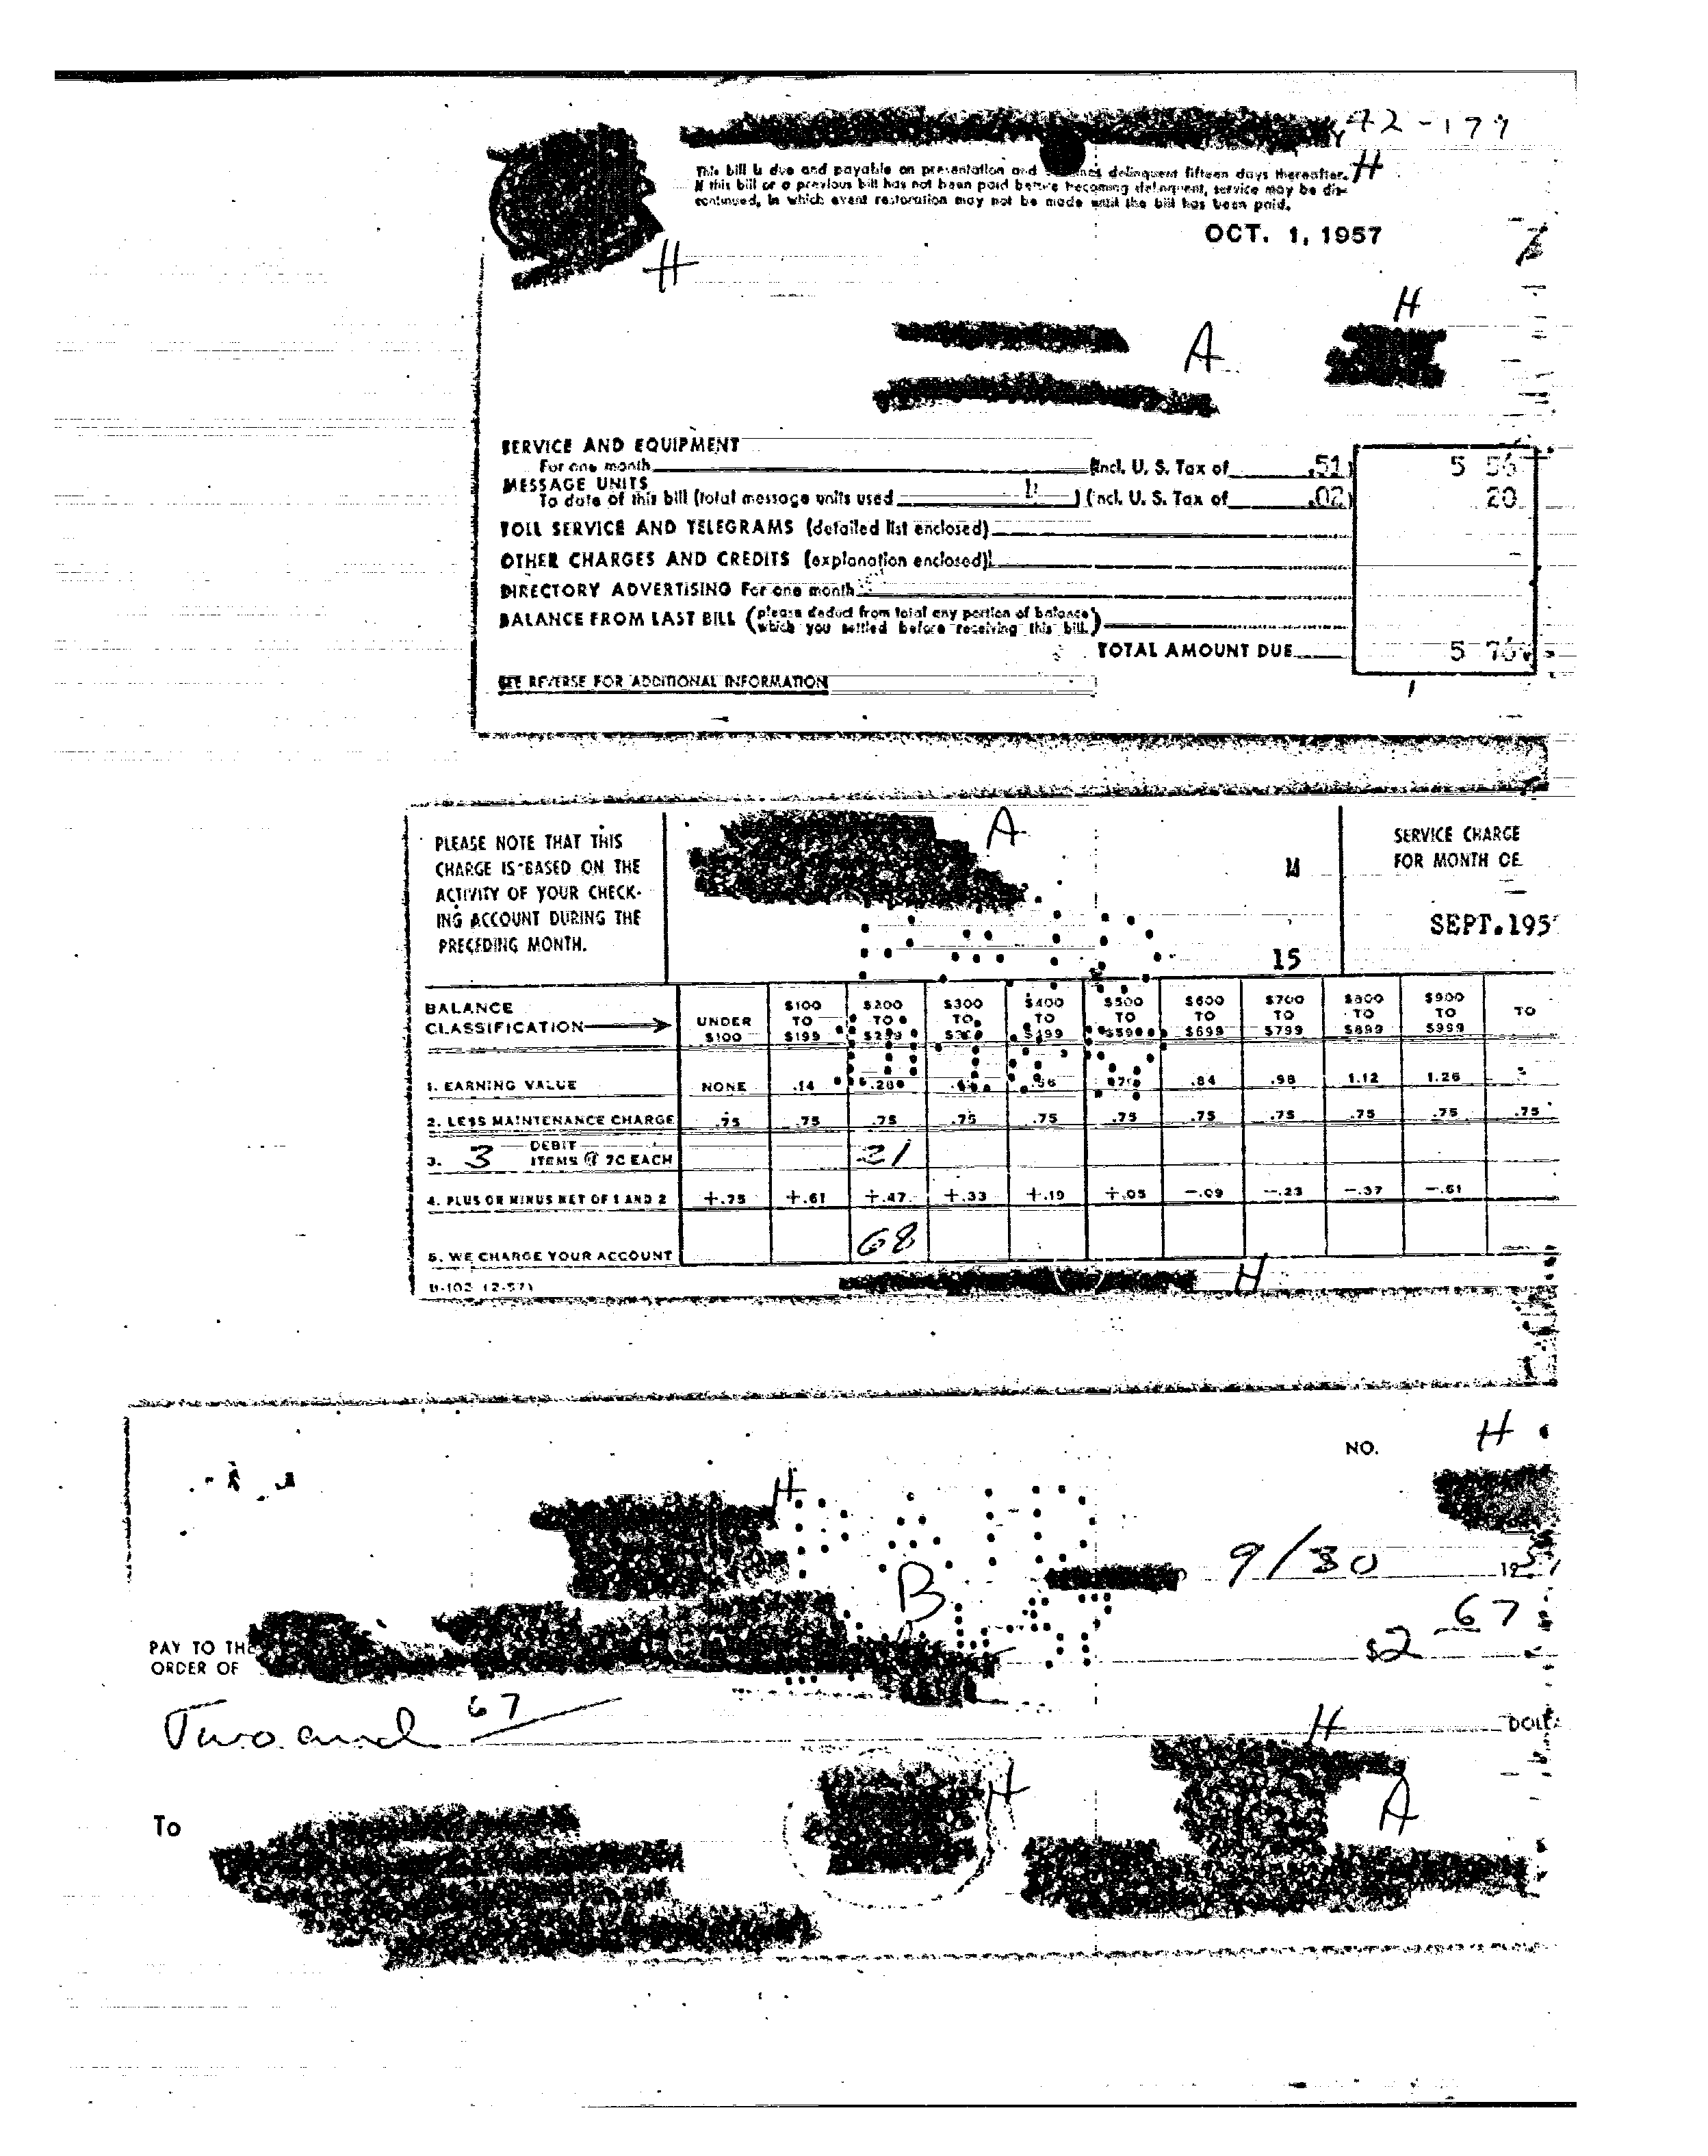 42-177
This bill is due and payable on presentation and delinquent fifteen days thereafter. H
If this bill or a previous bill has not been paid before becoming delinquent, service may be dis-
continued, in which event restoration may not be made until the bill has been paid.
OCT. 1, 1957
H
H
A
SERVICE AND EQUIPMENT
For one month (Incl. U. S. Tax of .51) 5 56
MESSAGE UNITS
To date of this bill (total message units used ) (Incl. U. S. Tax of .02) 20
TOLL SERVICE AND TELEGRAMS (detailed list enclosed)
OTHER CHARGES AND CREDITS (explanation enclosed)
DIRECTORY ADVERTISING For one month
BALANCE FROM LAST BILL (please deduct from total any portion of balance
which you settled before receiving this bill.)
TOTAL AMOUNT DUE 5 76
SEE REVERSE FOR ADDITIONAL INFORMATION
PLEASE NOTE THAT THIS
CHARGE IS BASED ON THE
ACTIVITY OF YOUR CHECK-
ING ACCOUNT DURING THE
PRECEDING MONTH.
A
M
15
SERVICE CHARGE
FOR MONTH OF
SEPT. 195
BALANCE
CLASSIFICATION
UNDER $100
$100 TO $199
$200 TO $299
$300 TO
$400 TO $499
$500 TO $59
$600 TO $699
$700 TO $799
$800 TO $899
$900 TO $999
TO
1. EARNING VALUE NONE .14 .28 .84 .98 1.12 1.26
2. LESS MAINTENANCE CHARGE .75 .75 .75 .75 .75 .75 .75 .75 .75 .75 .75
3. 3 DEBIT ITEMS @ 7C EACH 21
4. PLUS OR MINUS NET OF 1 AND 2 +.75 +.61 +.47 +.33 +.19 +.05 -.09 -.23 -.37 -.51
5. WE CHARGE YOUR ACCOUNT 68
D-102 (2-57) H
NO. H
H
B
9/30 195
PAY TO THE
ORDER OF $2 67
Two and 67 DOLLA
H
H
A
To